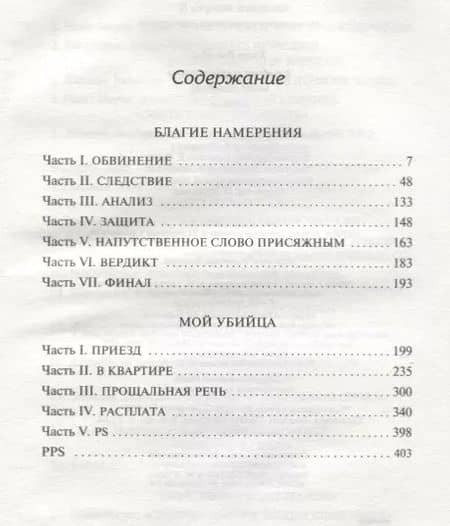 Содержание
БЛАГИЕ НАМЕРЕНИЯ
Часть I. ОБВИНЕНИЕ 7
Часть II. СЛЕДСТВИЕ 48
Часть III. АНАЛИЗ 133
Часть IV. ЗАЩИТА 148
Часть V. НАПУТСТВЕННОЕ СЛОВО ПРИСЯЖНЫМ 163
Часть VI. ВЕРДИКТ 183
Часть VII. ФИНАЛ 193
МОЙ УБИЙЦА
Часть I. ПРИЕЗД 199
Часть II. В КВАРТИРЕ 235
Часть III. ПРОЩАЛЬНАЯ РЕЧЬ 300
Часть IV. РАСПЛАТА 340
Часть V. PS 398
PPS 403